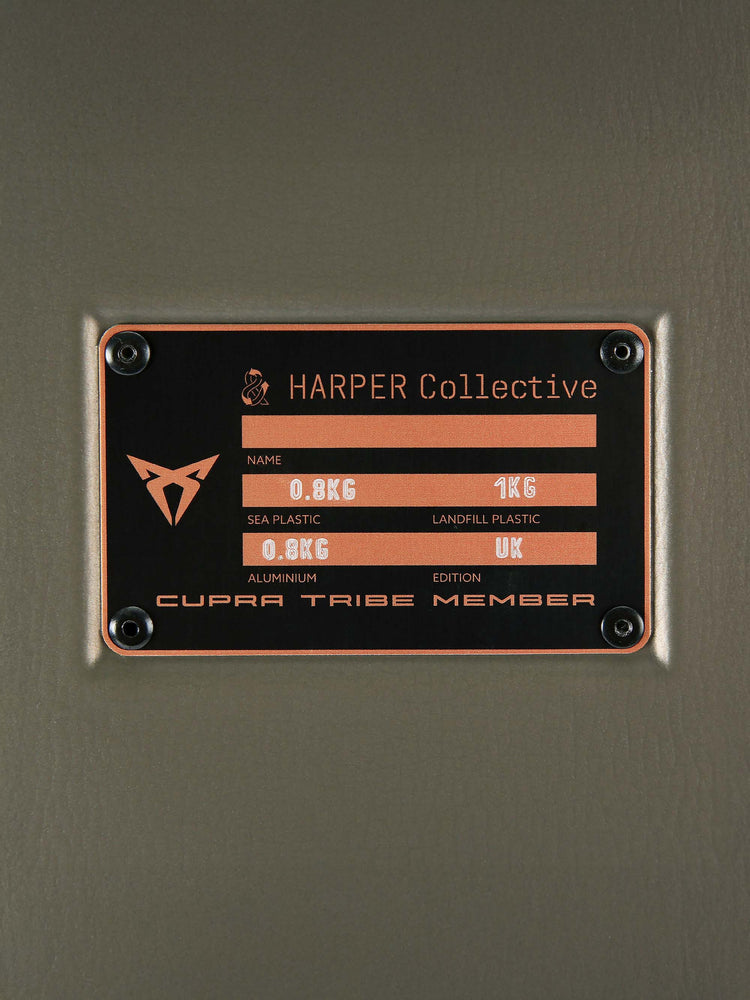 HARPER Collective
NAME
0.8KG 1KG
SEA PLASTIC LANDFILL PLASTIC
0.8KG UK
ALUMINIUM EDITION
CUPRA TRIBE MEMBER